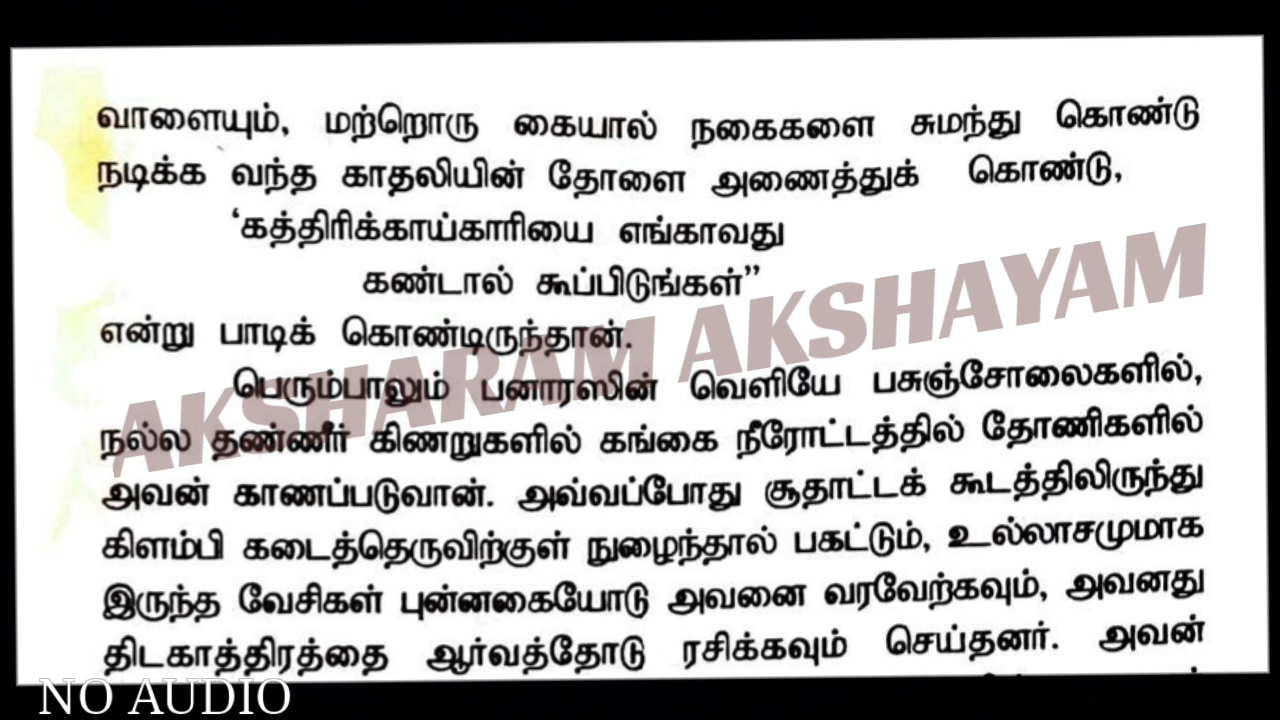 வாளையும், மற்றொரு கையால் நகைகளை சுமந்து கொண்டு
நடிக்க வந்த காதலியின் தோளை அணைத்துக் கொண்டு,
‘கத்திரிக்காய்காரியை எங்காவது
கண்டால் கூப்பிடுங்கள்”
என்று பாடிக் கொண்டிருந்தான்.
பெரும்பாலும் பனாரஸின் வெளியே பசுஞ்சோலைகளில்,
நல்ல தண்ணீர் கிணறுகளில் கங்கை நீரோட்டத்தில் தோணிகளில்
அவன் காணப்படுவான். அவ்வப்போது சூதாட்டக் கூடத்திலிருந்து
கிளம்பி கடைத்தெருவிற்குள் நுழைந்தால் பகட்டும், உல்லாசமுமாக
இருந்த வேசிகள் புன்னகையோடு அவனை வரவேற்கவும், அவனது
திடகாத்திரத்தை ஆர்வத்தோடு ரசிக்கவும் செய்தனர். அவன்
AKSHARAM AKSHAYAM
NO AUDIO